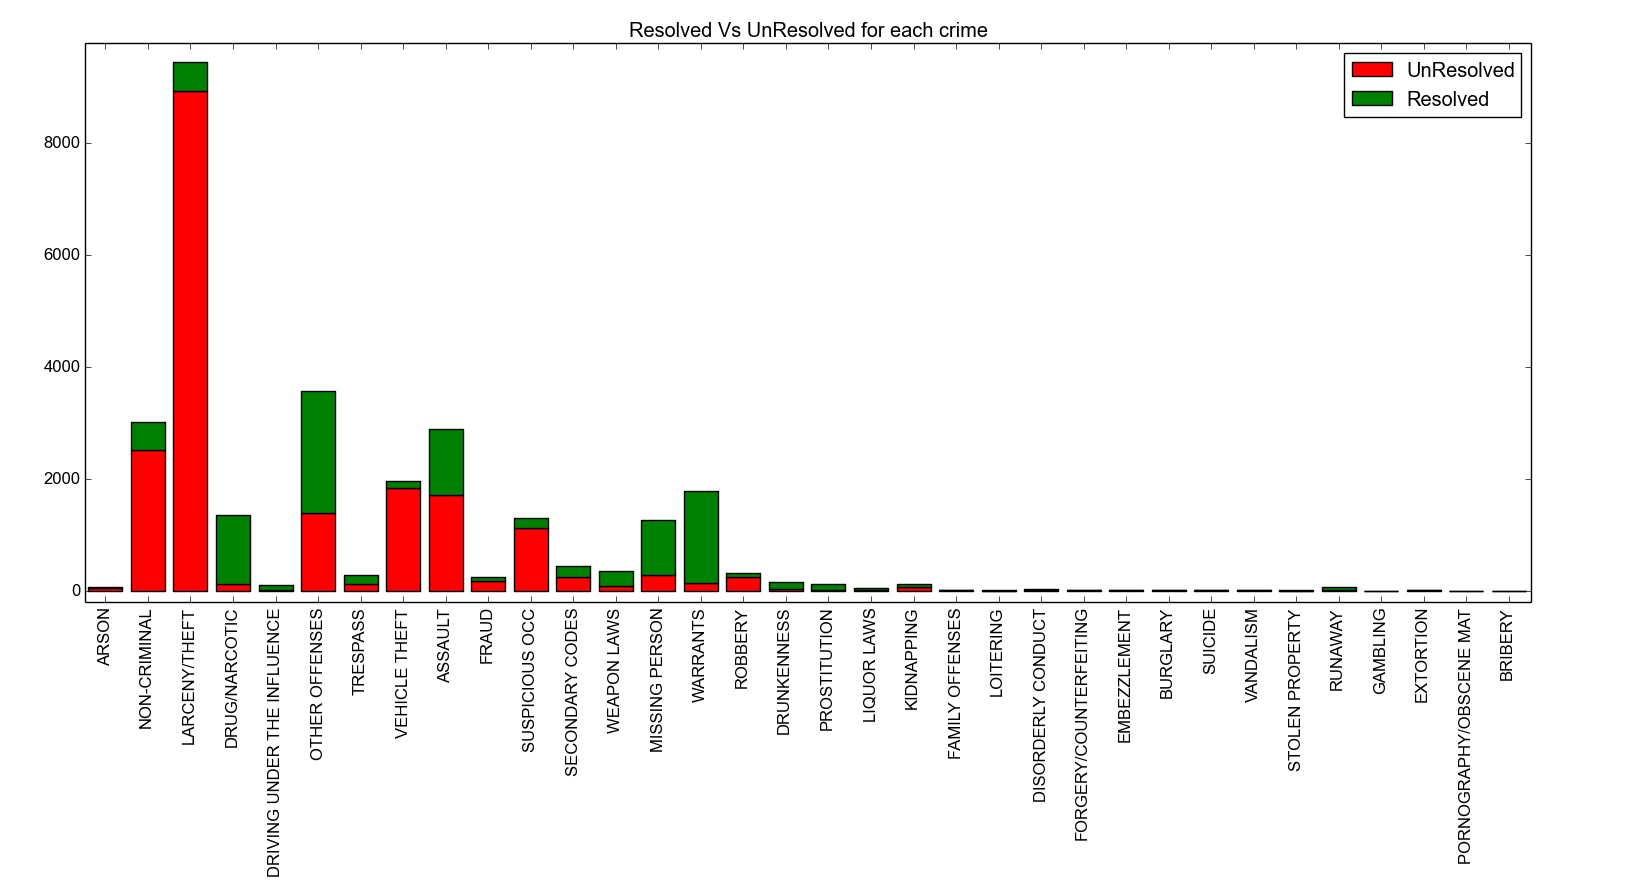 Resolved Vs UnResolved for each crime
UnResolved
Resolved
8000
6000
4000
2000
0
ARSON
NON-CRIMINAL
LARCENY/THEFT
DRUG/NARCOTIC
DRIVING UNDER THE INFLUENCE
OTHER OFFENSES
TRESPASS
VEHICLE THEFT
ASSAULT
FRAUD
SUSPICIOUS OCC
SECONDARY CODES
WEAPON LAWS
MISSING PERSON
WARRANTS
ROBBERY
DRUNKENNESS
PROSTITUTION
LIQUOR LAWS
KIDNAPPING
FAMILY OFFENSES
LOITERING
DISORDERLY CONDUCT
FORGERY/COUNTERFEITING
EMBEZZLEMENT
BURGLARY
SUICIDE
VANDALISM
STOLEN PROPERTY
RUNAWAY
GAMBLING
EXTORTION
PORNOGRAPHY/OBSCENE MAT
BRIBERY